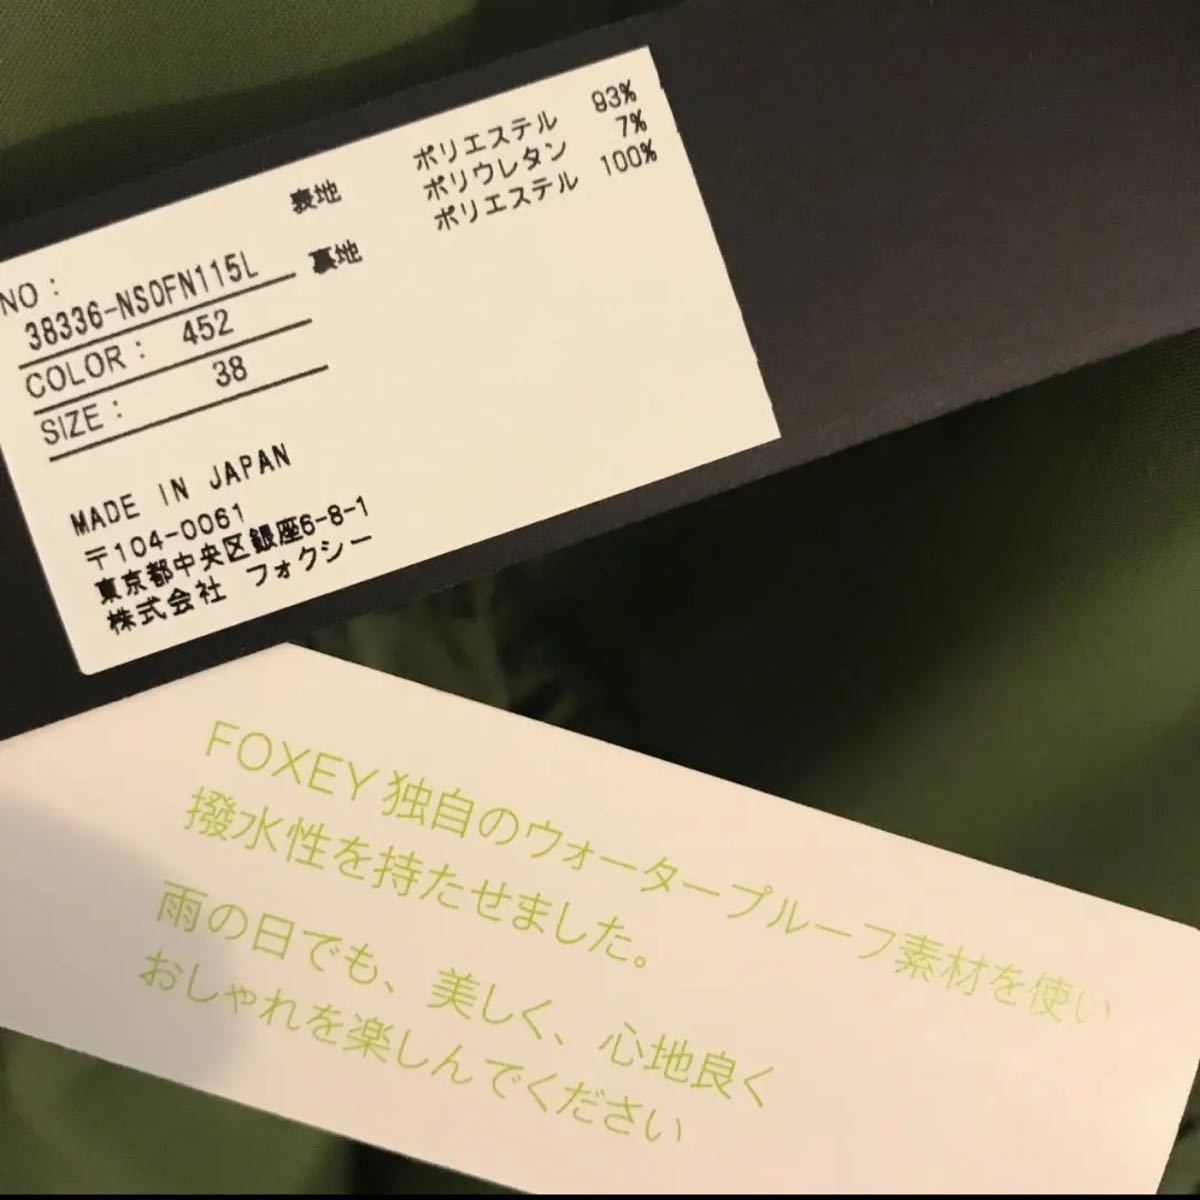 表地 ポリエステル 93%
ポリウレタン 7%
裏地 ポリエステル 100%
NO :
38336-NSDFN115L
COLOR : 452
SIZE : 38
MADE IN JAPAN
〒104-0061
東京都中央区銀座6-8-1
株式会社 フォクシー
FOXEY 独自のウォータープルーフ素材を使い
撥水性を持たせました。
雨の日でも、美しく、心地良く
おしゃれを楽しんでください